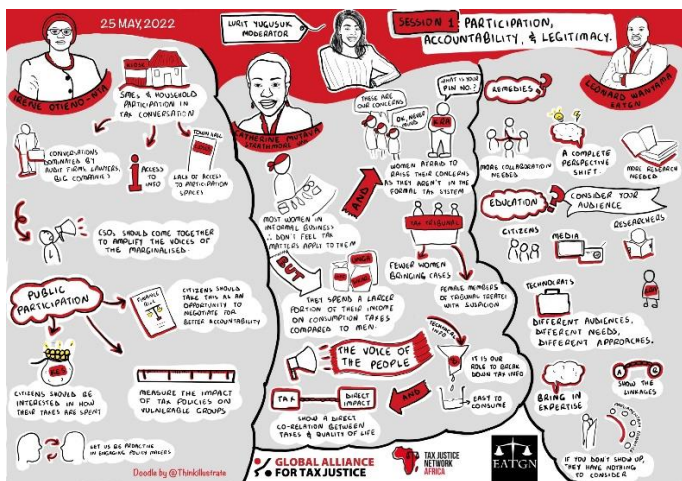 25 MAY, 2022
LURIT YUGUSUK
MODERATOR
SESSION 1: PARTICIPATION,
ACCOUNTABILITY, & LEGITIMACY.
IRENE OTIENO-NTA
KIOSK
SMES & HOUSEHOLD
PARTICIPATION IN
TAX CONVERSATION
CONVERSATIONS
DOMINATED BY
AUDIT FIRMS, LAWYERS,
BIG COMPANIES
ACCESS
TO
INFO
TOWN HALL
LACK OF ACCESS
TO PARTICIPATION
SPACES
CSOs SHOULD COME TOGETHER
TO AMPLIFY THE VOICES OF
THE MARGINALISED.
PUBLIC
PARTICIPATION
FINANCE
BILL
CITIZENS SHOULD
TAKE THIS AS AN
OPPORTUNITY TO
NEGOTIATE FOR
BETTER ACCOUNTABILITY
KES
CITIZENS SHOULD BE
INTERESTED IN HOW
THEIR TAXES ARE SPENT
MEASURE THE IMPACT
OF TAX POLICIES ON
VULNERABLE GROUPS
LET US BE PROACTIVE
IN ENGAGING POLICY MAKERS
Doodle by @Thinkillustrate
CATHERINE MUTAVA
STRATHMORE
THESE ARE
OUR CONCERNS
OK, NEVER
MIND
WHAT IS YOUR
PIN NO.?
KRA
WOMEN AFRAID TO
RAISE THEIR CONCERNS
AS THEY AREN'T IN THE
FORMAL TAX SYSTEM
AND
MOST WOMEN IN
INFORMAL BUSINESS
∴ DON'T FEEL TAX
MATTERS APPLY TO THEM
BUT
UNGA
SUKARI
THEY SPEND A LARGER
PORTION OF THEIR INCOME
ON CONSUMPTION TAXES
COMPARED TO MEN.
TAX TRIBUNAL
FEWER WOMEN
BRINGING CASES
FEMALE MEMBERS
OF TRIBUNAL TREATED
WITH SUSPICION
THE VOICE OF
THE PEOPLE
TECHNICAL
INFO
IT IS OUR
ROLE TO BREAK
DOWN TAX INFO
TAX
DIRECT
IMPACT
AND
EASY TO
CONSUME
SHOW A DIRECT
CO-RELATION BETWEEN
TAXES & QUALITY OF LIFE
GLOBAL ALLIANCE
FOR TAX JUSTICE
TAX JUSTICE
NETWORK
AFRICA
EATGN
LEONARD WANYAMA
EATGN
REMEDIES
?
MORE COLLABORATION
NEEDED
A COMPLETE
PERSPECTIVE
SHIFT.
MORE RESEARCH
NEEDED
EDUCATION
?
CONSIDER YOUR
AUDIENCE
CITIZENS
MEDIA
RESEARCHERS
TECHNOCRATS
DIFFERENT AUDIENCES,
DIFFERENT NEEDS,
DIFFERENT APPROACHES.
BRING IN
EXPERTISE
A
B
SHOW THE
LINKAGES
IF YOU DON'T SHOW UP,
THEY HAVE NOTHING
TO CONSIDER